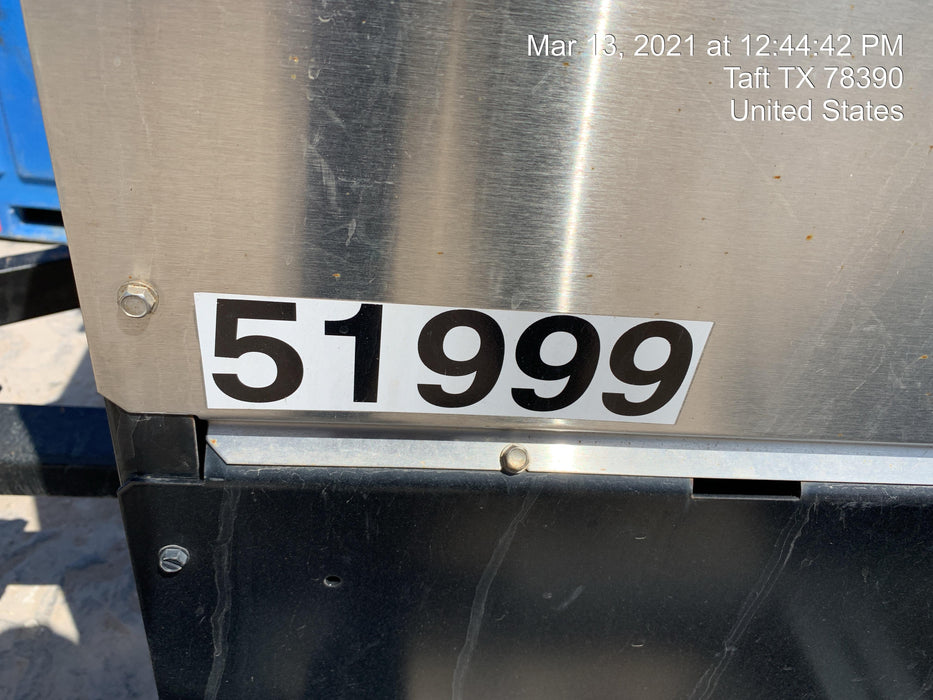 Mar 13, 2021 at 12:44:42 PM
Taft TX 78390
United States
51999